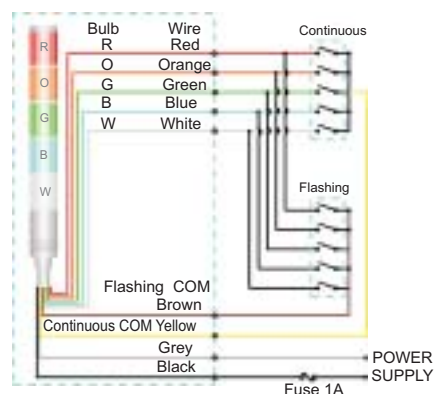 Bulb Wire Continuous
R Red
O Orange
G Green
B Blue
W White
R
O
G
B
W
Flashing
Flashing COM
Brown
Continuous COM Yellow
Grey
Black
POWER
SUPPLY
Fuse 1A